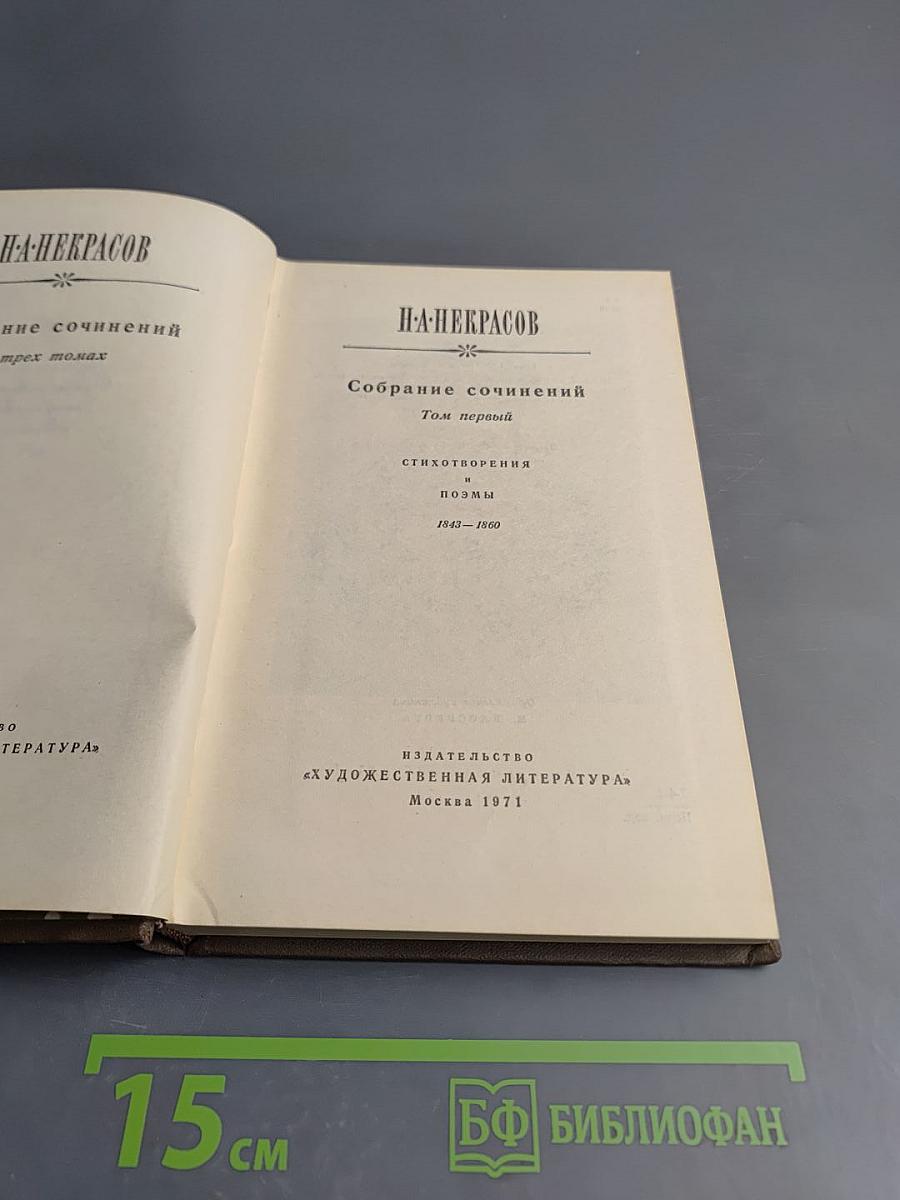 Н·А·НЕКРАСОВ
ние сочинений
трех томах
ВО
ТЕРАТУРА»
Н·А·НЕКРАСОВ
Собрание сочинений
Том первый
СТИХОТВОРЕНИЯ
и
ПОЭМЫ
1843—1860
ИЗДАТЕЛЬСТВО
«ХУДОЖЕСТВЕННАЯ ЛИТЕРАТУРА»
Москва 1971
15 см
БФ БИБЛИОФАН